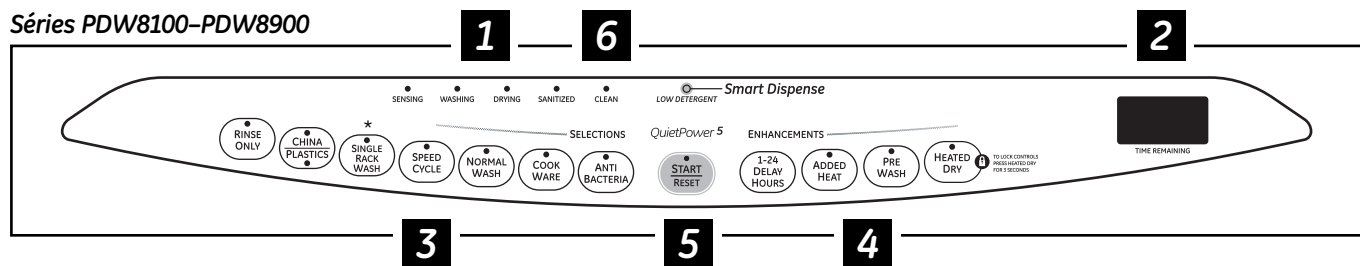 Séries PDW8100–PDW8900
1
6
2
SENSING
WASHING
DRYING
SANITIZED
CLEAN
LOW DETERGENT
Smart Dispense
*
SELECTIONS
QuietPower 5
ENHANCEMENTS
RINSE
ONLY
CHINA
PLASTICS
SINGLE
RACK
WASH
SPEED
CYCLE
NORMAL
WASH
COOK
WARE
ANTI
BACTERIA
START
RESET
1-24
DELAY
HOURS
ADDED
HEAT
PRE
WASH
HEATED
DRY
TO LOCK CONTROLS
PRESS HEATED DRY
FOR 3 SECONDS
TIME REMAINING
3
5
4